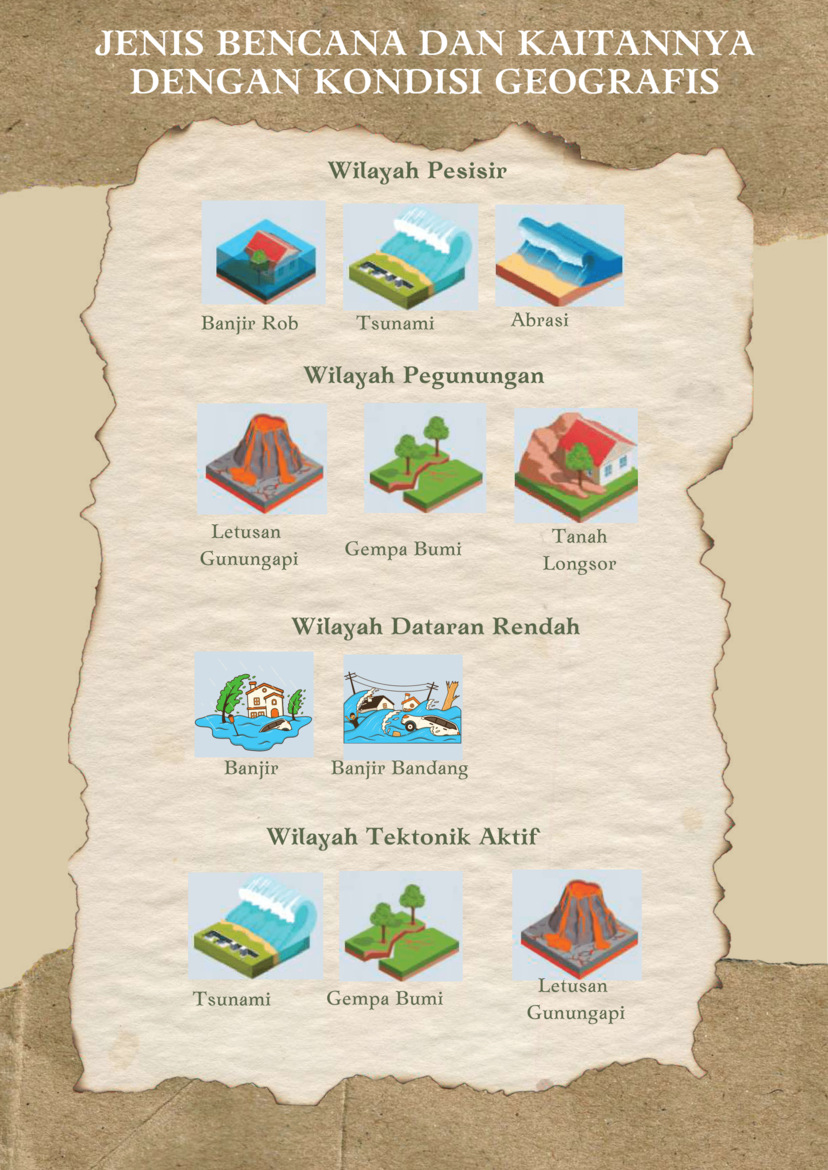 JENIS BENCANA DAN KAITANNYA
DENGAN KONDISI GEOGRAFIS
Wilayah Pesisir
Banjir Rob
Tsunami
Abrasi
Wilayah Pegunungan
Letusan
Gunungapi
Gempa Bumi
Tanah
Longsor
Wilayah Dataran Rendah
Banjir
Banjir Bandang
Wilayah Tektonik Aktif
Tsunami
Gempa Bumi
Letusan
Gunungapi